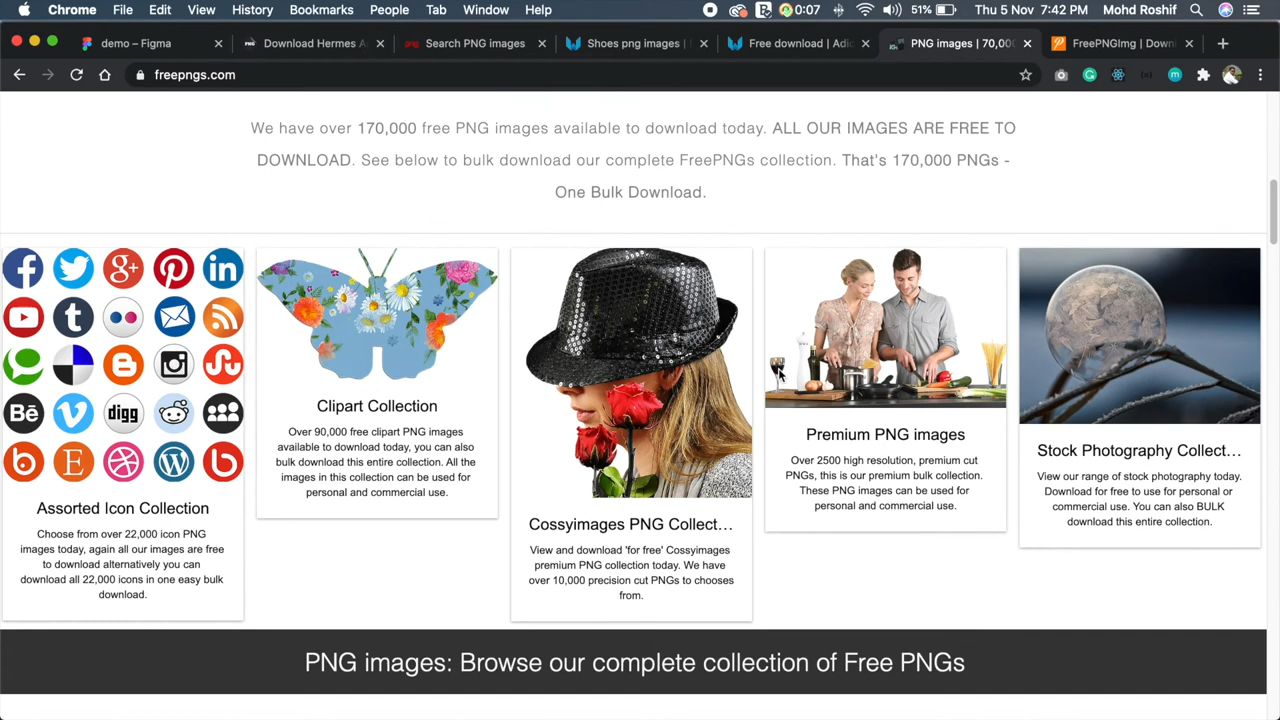 Chrome File Edit View History Bookmarks People Tab Window Help 0:07 51% Thu 5 Nov 7:42 PM Mohd Roshif
demo – Figma Download Hermes/ Search PNG images Shoes png images | Free download | Adid PNG images | 70,000 FreePNGImg | Downl
freepngs.com
We have over 170,000 free PNG images available to download today. ALL OUR IMAGES ARE FREE TO
DOWNLOAD. See below to bulk download our complete FreePNGs collection. That's 170,000 PNGs -
One Bulk Download.
Assorted Icon Collection
Choose from over 22,000 icon PNG
images today, again all our images are free
to download alternatively you can
download all 22,000 icons in one easy bulk
download.
Clipart Collection
Over 90,000 free clipart PNG images
available to download today, you can also
bulk download this entire collection. All the
images in this collection can be used for
personal and commercial use.
Cossyimages PNG Collect...
View and download 'for free' Cossyimages
premium PNG collection today. We have
over 10,000 precision cut PNGs to chooses
from.
Premium PNG images
Over 2500 high resolution, premium cut
PNGs, this is our premium bulk collection.
These PNG images can be used for
personal and commercial use.
Stock Photography Collect...
View our range of stock photography today.
Download for free to use for personal or
commercial use. You can also BULK
download this entire collection.
PNG images: Browse our complete collection of Free PNGs